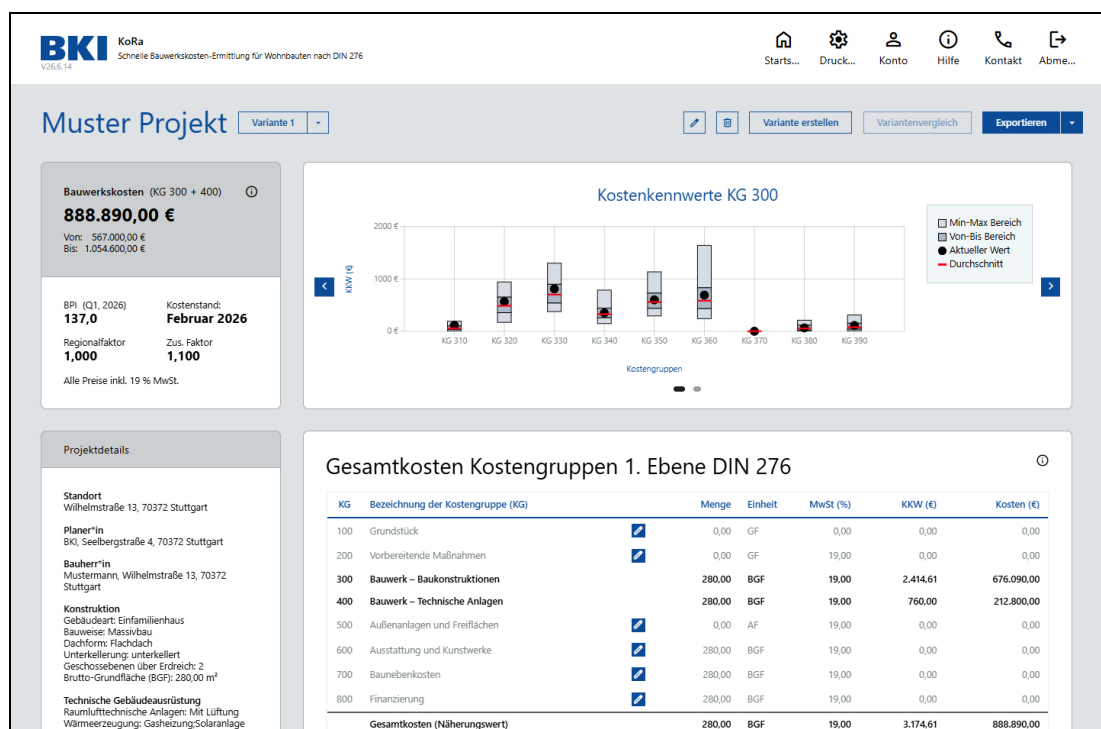 BKI
V26.6.14
KoRa
Schnelle Bauwerkskosten-Ermittlung für Wohnbauten nach DIN 276
Starts...
Druck...
Konto
Hilfe
Kontakt
Abme...
Muster Projekt
Variante 1
Variante erstellen
Variantenvergleich
Exportieren
Bauwerkskosten (KG 300 + 400)
888.890,00 €
Von: 567.000,00 €
Bis: 1.054.600,00 €
BPI (Q1, 2026)
137,0
Kostenstand:
Februar 2026
Regionalfaktor
1,000
Zus. Faktor
1,100
Alle Preise inkl. 19 % MwSt.
Kostenkennwerte KG 300
KKW (€)
2000 €
1000 €
0 €
KG 310 KG 320 KG 330 KG 340 KG 350 KG 360 KG 370 KG 380 KG 390
Kostengruppen
Min-Max Bereich
Von-Bis Bereich
Aktueller Wert
Durchschnitt
Projektdetails
Standort
Wilhelmstraße 13, 70372 Stuttgart
Planer*in
BKI, Seelbergstraße 4, 70372 Stuttgart
Bauherr*in
Mustermann, Wilhelmstraße 13, 70372
Stuttgart
Konstruktion
Gebäudeart: Einfamilienhaus
Bauweise: Massivbau
Dachform: Flachdach
Unterkellerung: unterkellert
Geschossebenen über Erdreich: 2
Brutto-Grundfläche (BGF): 280,00 m²
Technische Gebäudeausrüstung
Raumlufttechnische Anlagen: Mit Lüftung
Wärmeerzeugung: Gasheizung;Solaranlage
Gesamtkosten Kostengruppen 1. Ebene DIN 276
KG Bezeichnung der Kostengruppe (KG) Menge Einheit MwSt (%) KKW (€) Kosten (€)
100 Grundstück 0,00 GF 0,00 0,00 0,00
200 Vorbereitende Maßnahmen 0,00 GF 19,00 0,00 0,00
300 Bauwerk – Baukonstruktionen 280,00 BGF 19,00 2.414,61 676.090,00
400 Bauwerk – Technische Anlagen 280,00 BGF 19,00 760,00 212.800,00
500 Außenanlagen und Freiflächen 0,00 AF 19,00 0,00 0,00
600 Ausstattung und Kunstwerke 280,00 BGF 19,00 0,00 0,00
700 Baunebenkosten 280,00 BGF 19,00 0,00 0,00
800 Finanzierung 280,00 BGF 19,00 0,00 0,00
Gesamtkosten (Näherungswert) 280,00 BGF 19,00 3.174,61 888.890,00